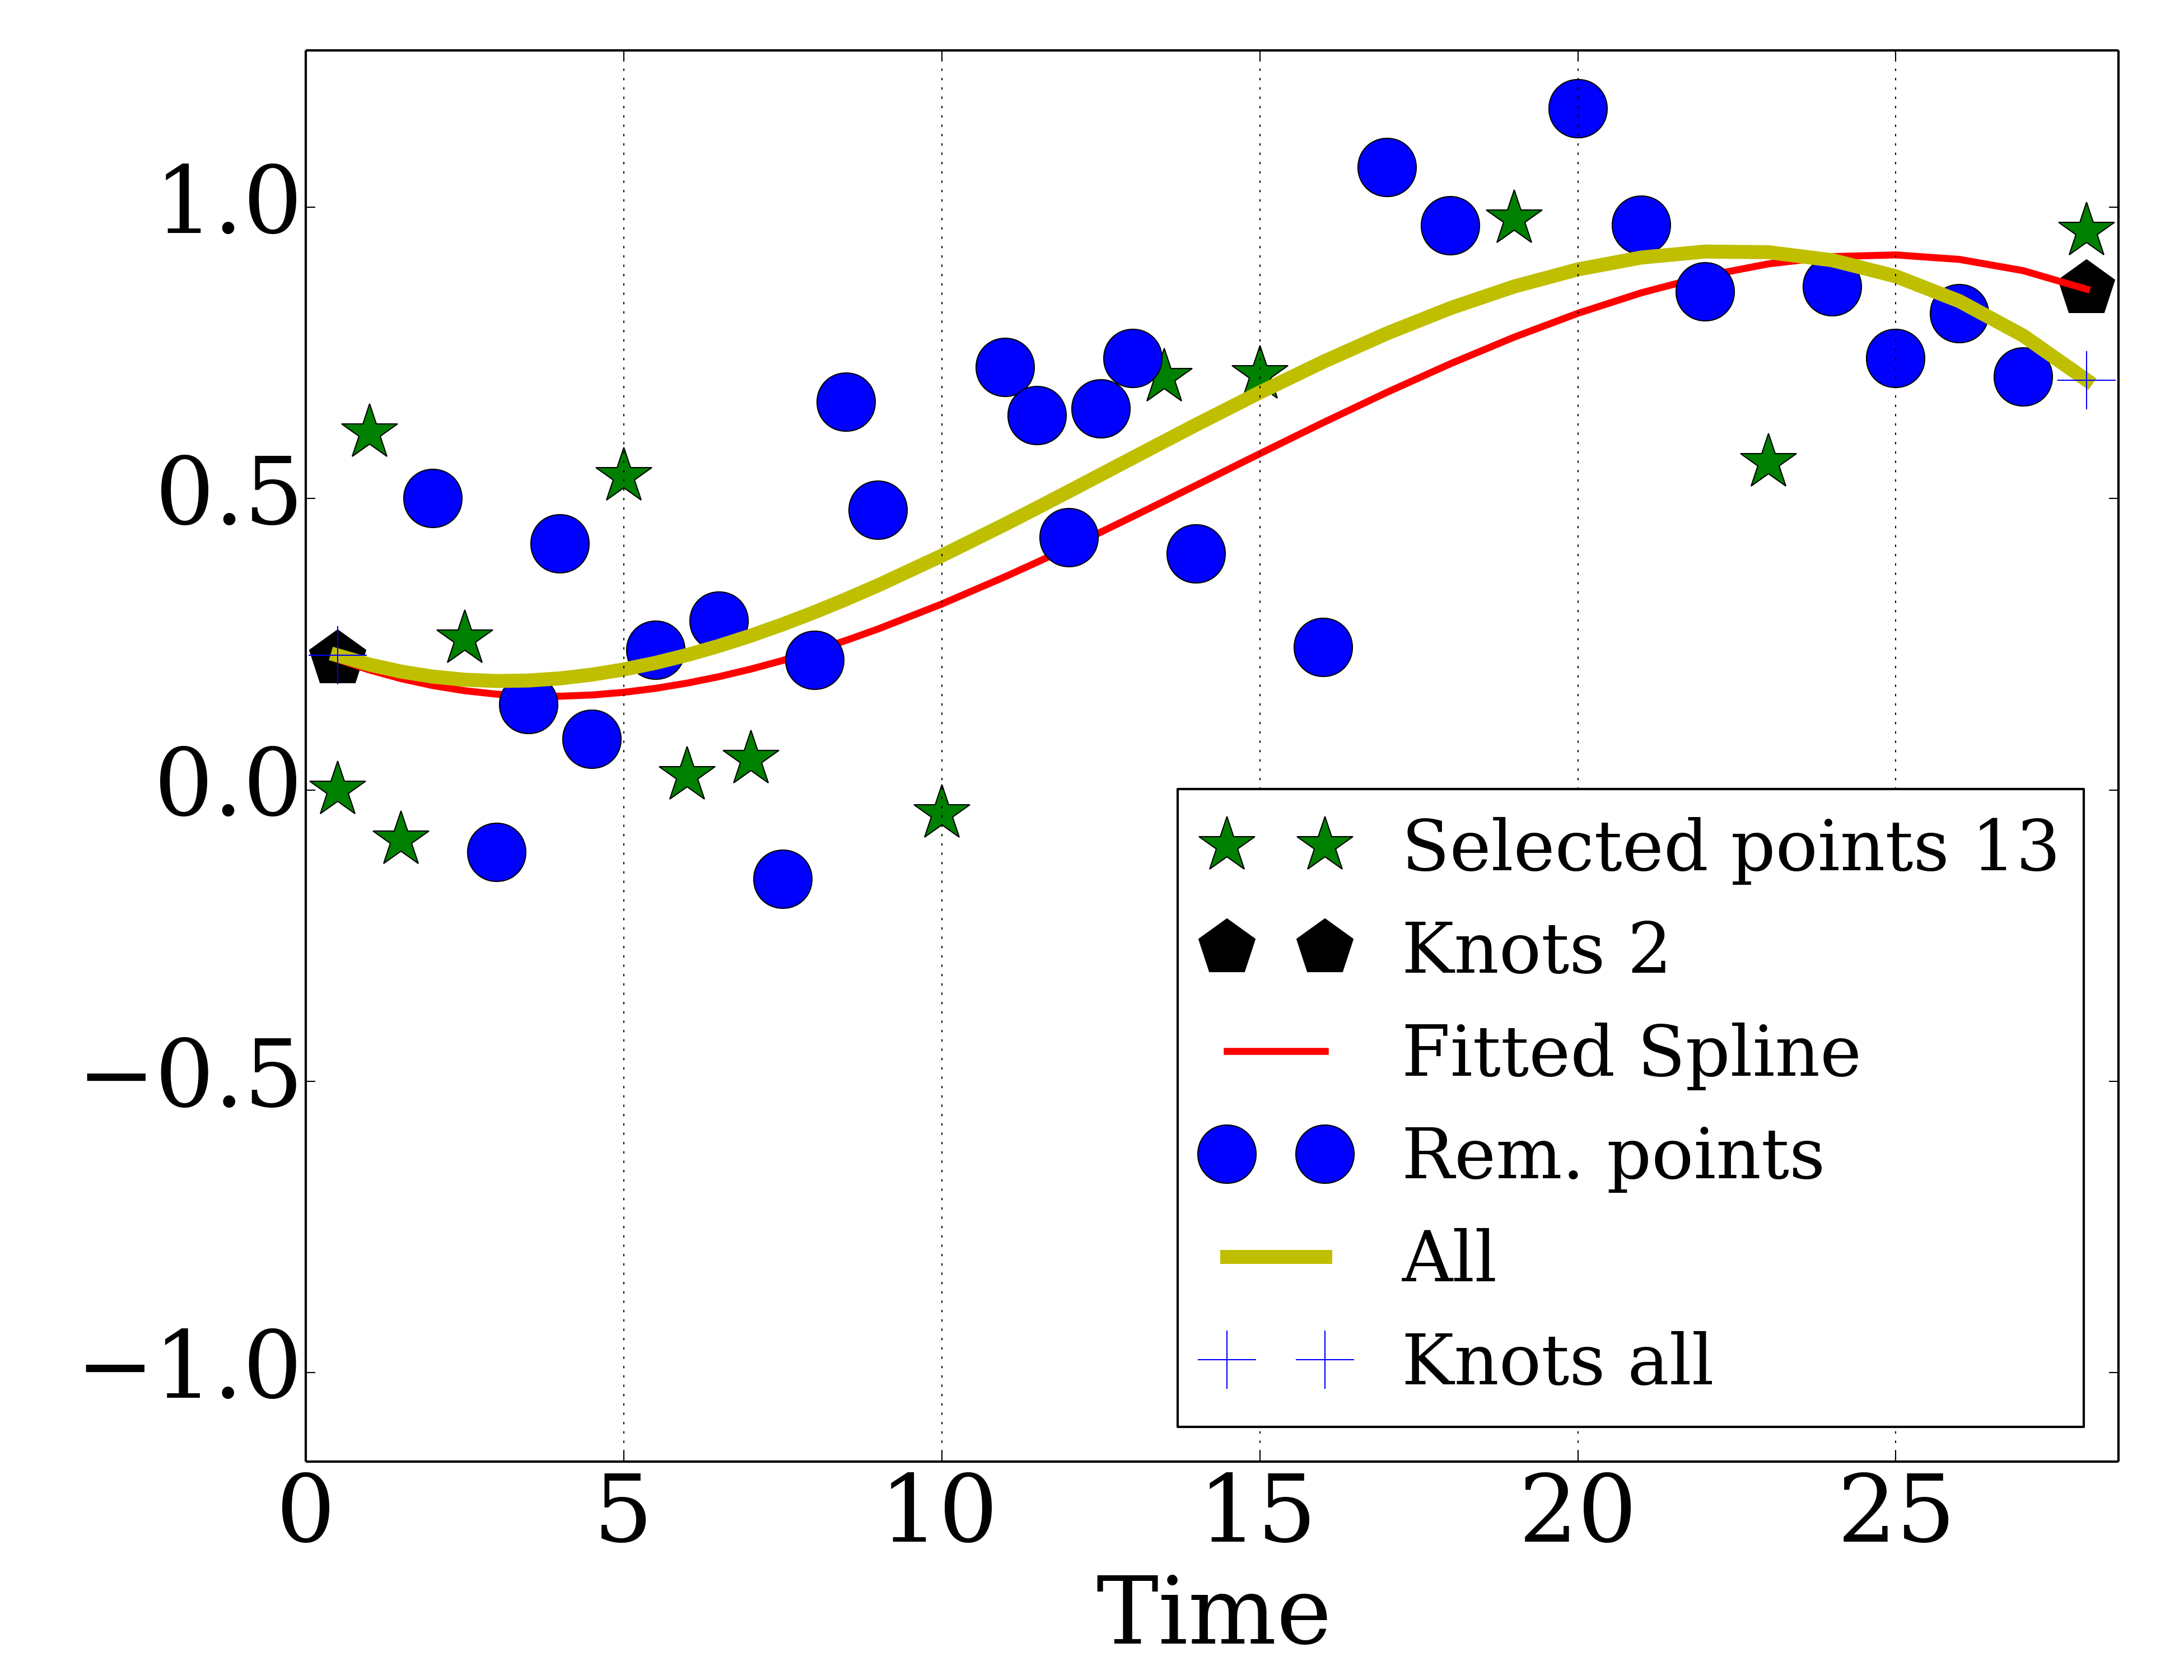 1.0
0.5
0.0
−0.5
−1.0
0 5 10 15 20 25
Time
Selected points 13
Knots 2
Fitted Spline
Rem. points
All
Knots all